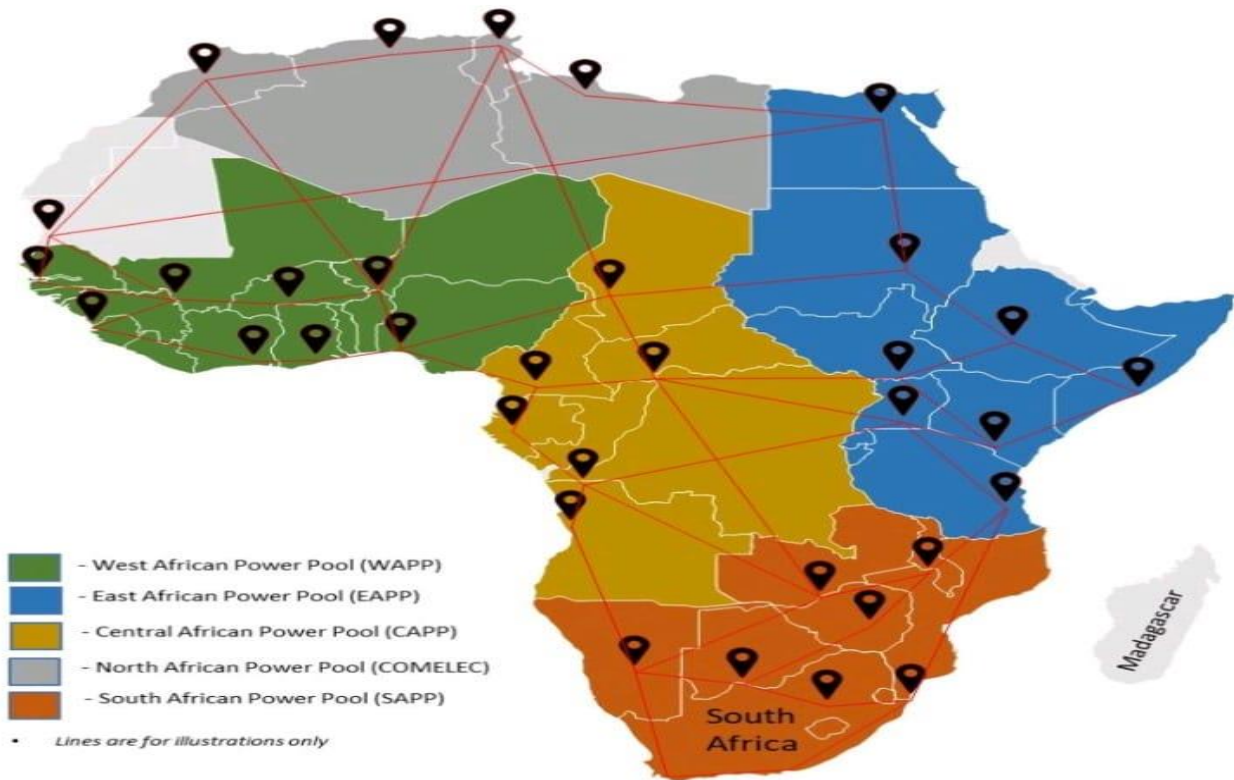 - West African Power Pool (WAPP)
- East African Power Pool (EAPP)
- Central African Power Pool (CAPP)
- North African Power Pool (COMELEC)
- South African Power Pool (SAPP)
• Lines are for illustrations only
South
Africa
Madagascar